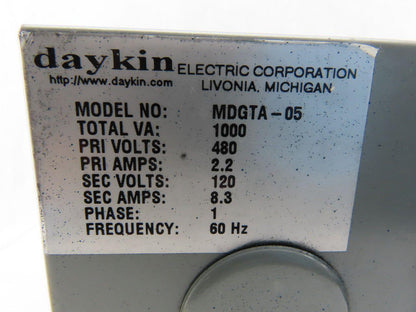 daykin ELECTRIC CORPORATION
http://www.daykin.com LIVONIA, MICHIGAN
MODEL NO: MDGTA-05
TOTAL VA: 1000
PRI VOLTS: 480
PRI AMPS: 2.2
SEC VOLTS: 120
SEC AMPS: 8.3
PHASE: 1
FREQUENCY: 60 Hz